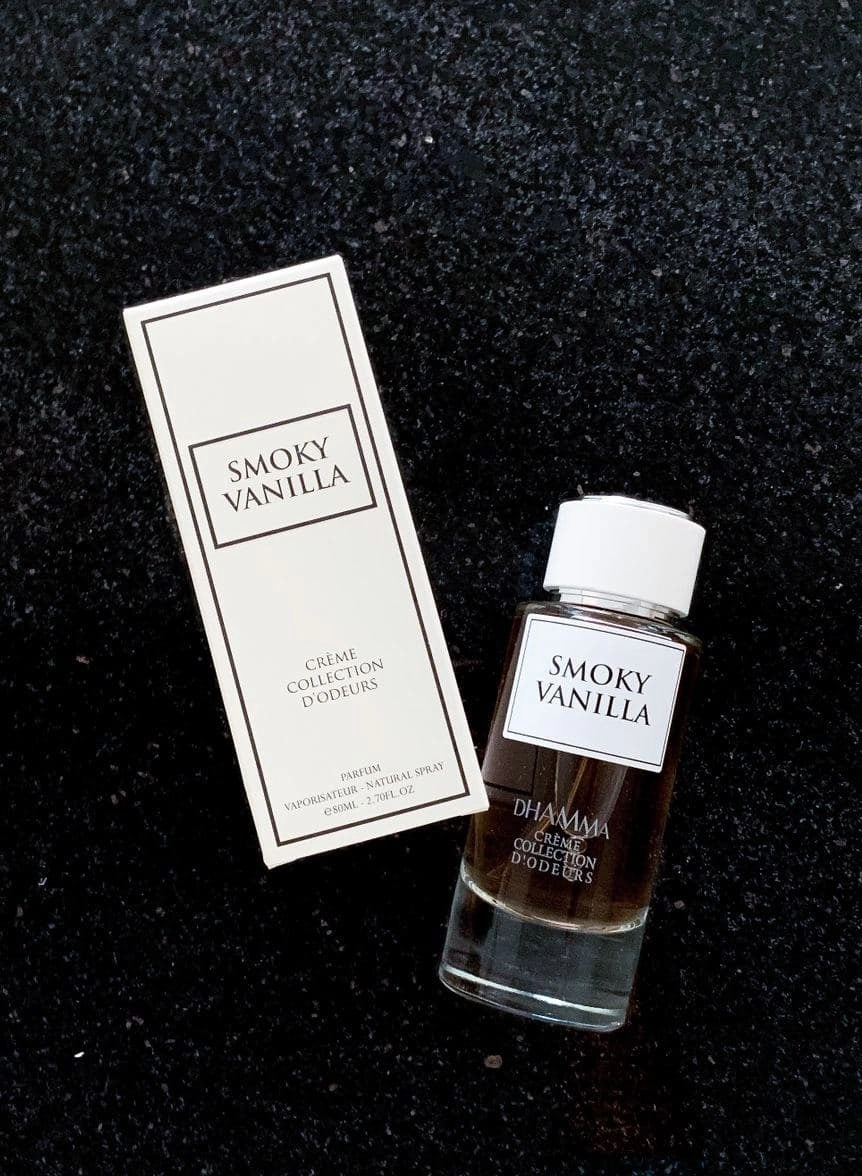 SMOKY
VANILLA
CRÈME
COLLECTION
D'ODEURS
PARFUM
VAPORISATEUR - NATURAL SPRAY
℮80ML - 2.70FL.OZ
SMOKY
VANILLA
DHAMMA
CRÈME
COLLECTION
D'ODEURS